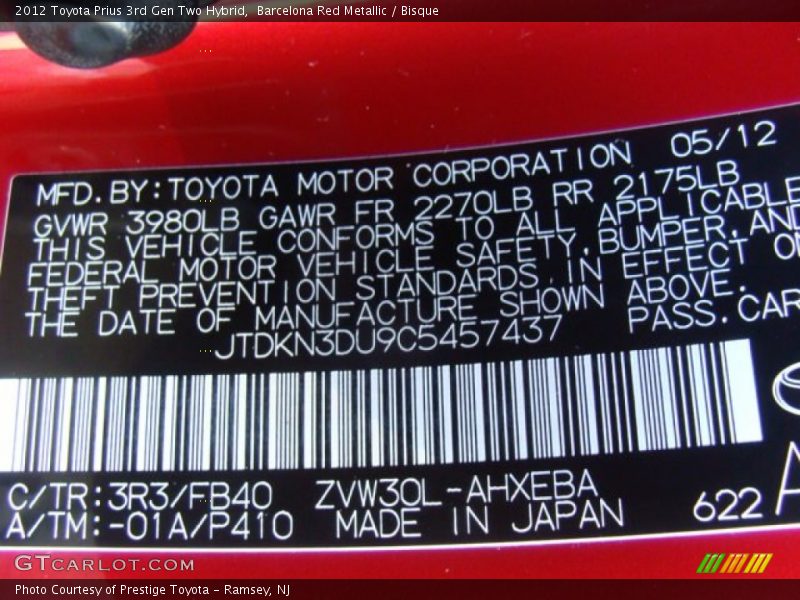 2012 Toyota Prius 3rd Gen Two Hybrid, Barcelona Red Metallic / Bisque
MFD. BY: TOYOTA MOTOR CORPORATION 05/12
GVWR 3980LB GAWR FR 2270LB RR 2175LB
THIS VEHICLE CONFORMS TO ALL APPLICABLE
FEDERAL MOTOR VEHICLE SAFETY, BUMPER, AND
THEFT PREVENTION STANDARDS IN EFFECT
THE DATE OF MANUFACTURE SHOWN ABOVE.
JTDKN3DU9C5457437 PASS. CAR
C/TR: 3R3/FB40 ZVW30L-AHXEBA
A/TM: -01A/P410 MADE IN JAPAN 622 A
GTCARLOT.COM
Photo Courtesy of Prestige Toyota - Ramsey, NJ